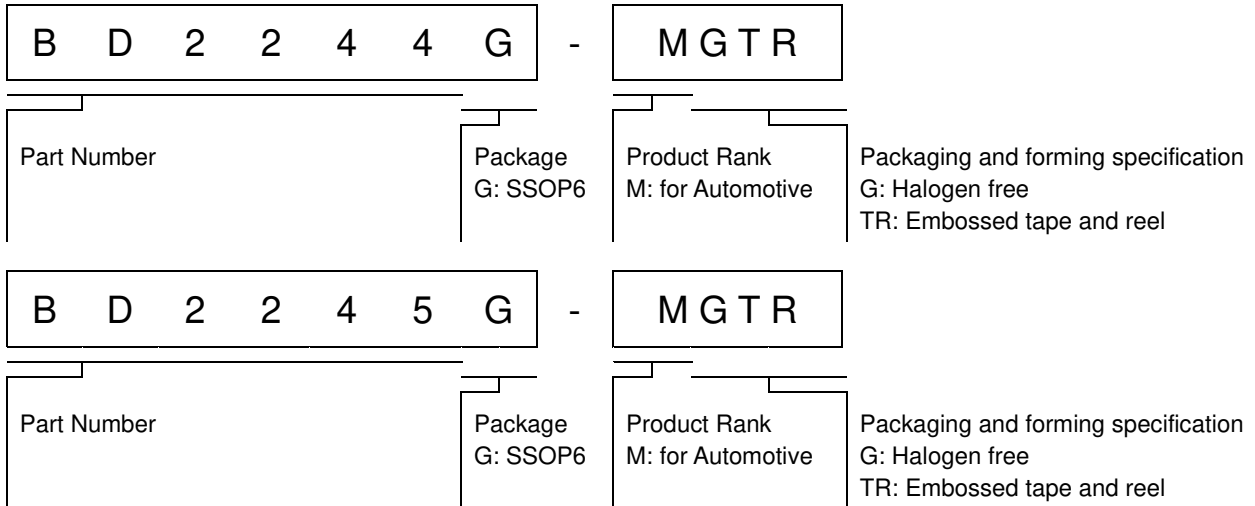 B D 2 2 4 4 G - M G T R
Part Number Package Product Rank Packaging and forming specification
G: SSOP6 M: for Automotive G: Halogen free
TR: Embossed tape and reel
B D 2 2 4 5 G - M G T R
Part Number Package Product Rank Packaging and forming specification
G: SSOP6 M: for Automotive G: Halogen free
TR: Embossed tape and reel